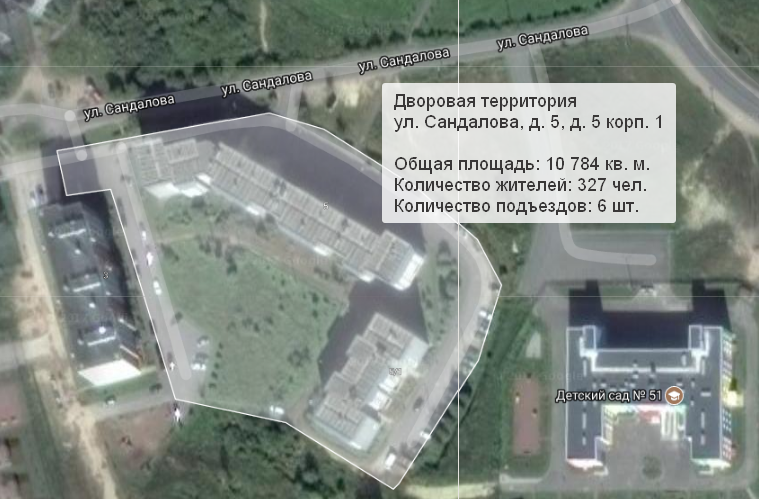 ул. Сандалова
ул. Сандалова
ул. Сандалова
ул. Сандалова
Дворовая территория
ул. Сандалова, д. 5, д. 5 корп. 1
Общая площадь: 10 784 кв. м.
Количество жителей: 327 чел.
Количество подъездов: 6 шт.
3
Детский сад № 51